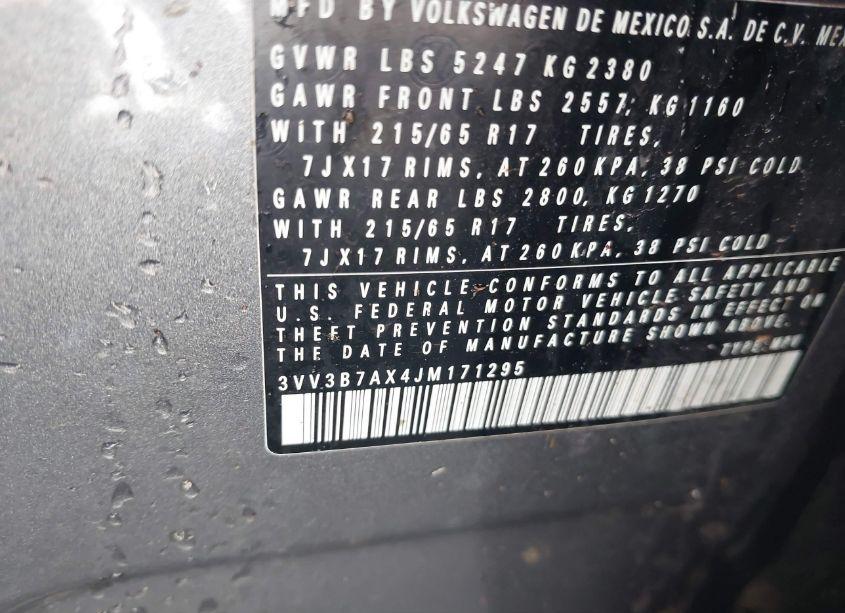 MFD BY VOLKSWAGEN DE MEXICO S.A. DE C.V. MEX
GVWR LBS 5247 KG 2380
GAWR FRONT LBS 2557, KG 1160
WITH 215/65 R17 TIRES,
7JX17 RIMS, AT 260 KPA, 38 PSI COLD
GAWR REAR LBS 2800, KG 1270
WITH 215/65 R17 TIRES,
7JX17 RIMS, AT 260 KPA, 38 PSI COLD
THIS VEHICLE CONFORMS TO ALL APPLICABLE
U.S. FEDERAL MOTOR VEHICLE SAFETY AND
THEFT PREVENTION STANDARDS IN EFFECT ON
THE DATE OF MANUFACTURE SHOWN ABOVE.
TYPE: MPV
3VV3B7AX4JM171295